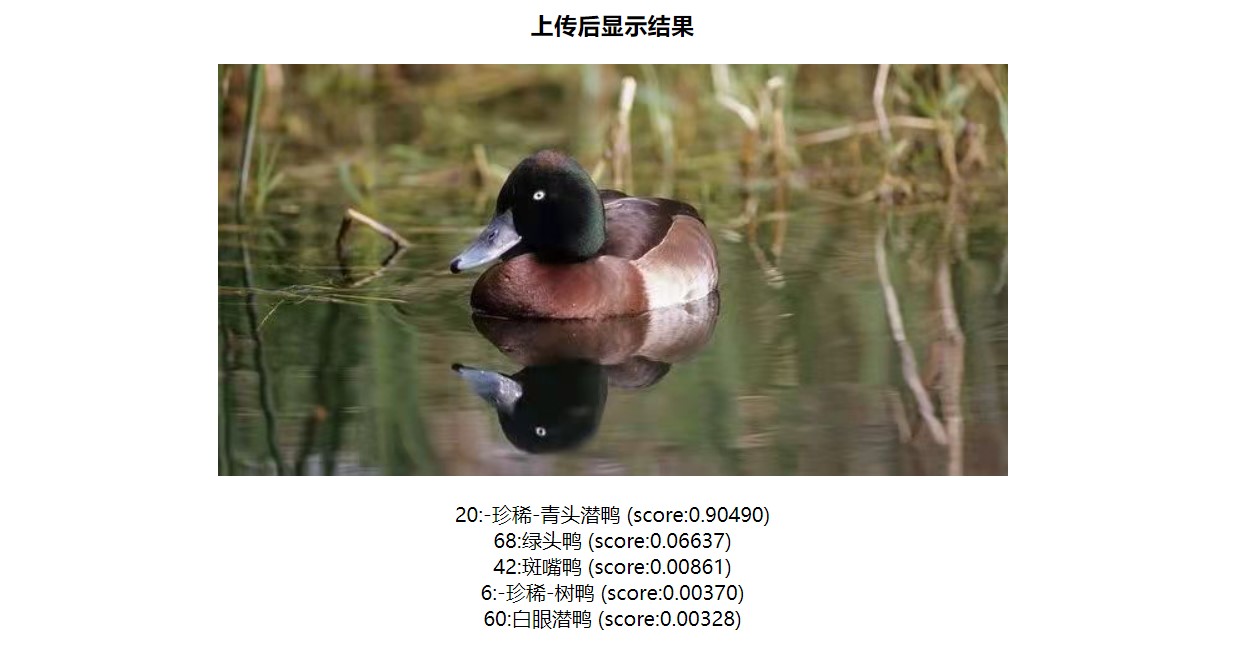 上传后显示结果
20:-珍稀-青头潜鸭 (score:0.90490)
68:绿头鸭 (score:0.06637)
42:斑嘴鸭 (score:0.00861)
6:-珍稀-树鸭 (score:0.00370)
60:白眼潜鸭 (score:0.00328)